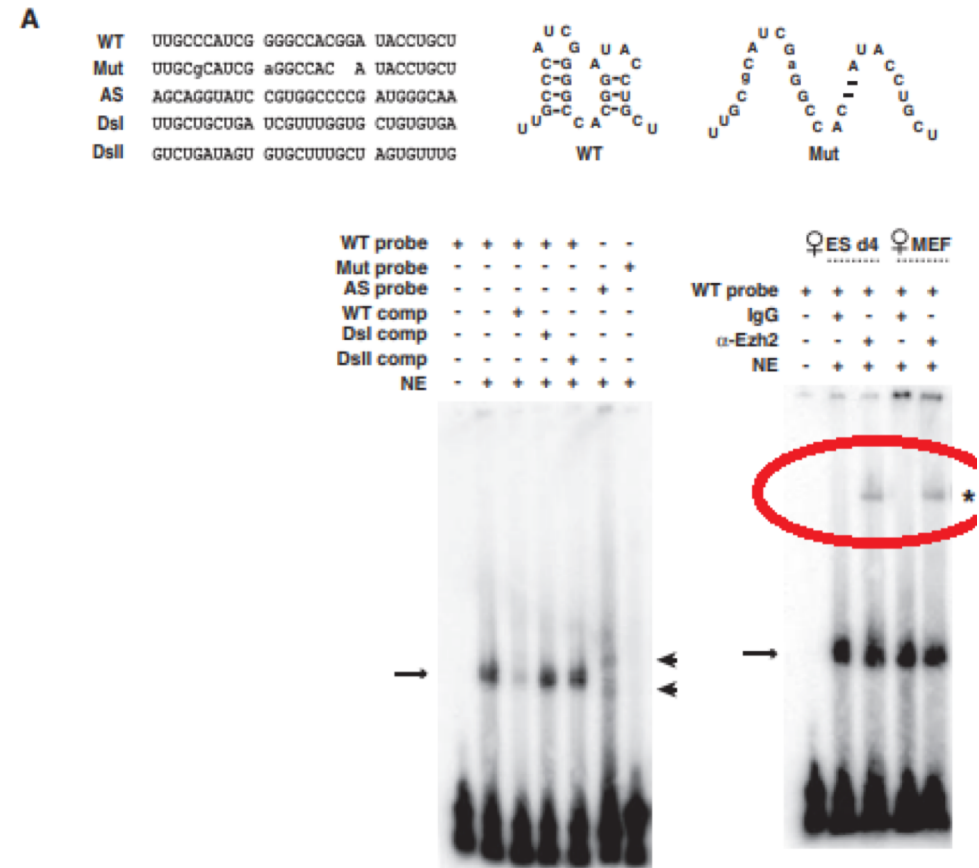 A
WT UUGCCCAUCG GGGCCACGGA UACCUGCU
Mut UUGCgCAUCG aGGCCAC A UACCUGCU
AS AGCAGGUAUC CGUGGCCCCG AUGGGCAA
DsI UUGCUGCUGA UCGUUUGGUG CUGUGUGA
DsII GUCUGAUAGU GUGCUUUGCU AGUGUUUG
WT
Mut
WT probe + + + + + - -
Mut probe - - - - - - +
AS probe - - - - - + -
WT comp - - + - - - -
DsI comp - - - + - - -
DsII comp - - - - + - -
NE - + + + + + +
♀ ES d4 ♀ MEF
WT probe + + + + +
IgG - + - + -
α-Ezh2 - - + - +
NE - + + + +
*